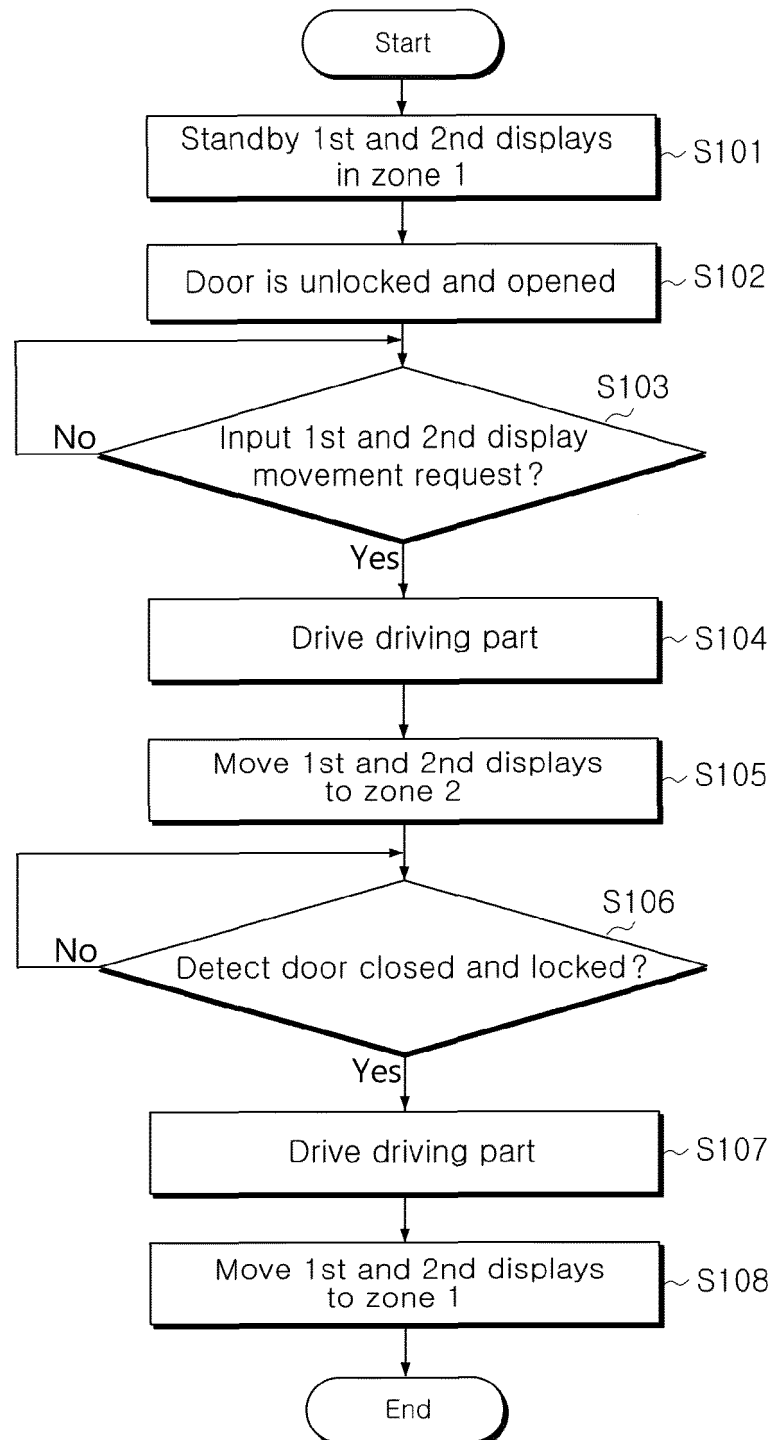 Start
Standby 1st and 2nd displays
in zone 1
S101
Door is unlocked and opened
S102
S103
Input 1st and 2nd display
movement request?
No
Yes
Drive driving part
S104
Move 1st and 2nd displays
to zone 2
S105
S106
No
Detect door closed and locked?
Yes
Drive driving part
S107
Move 1st and 2nd displays
to zone 1
S108
End